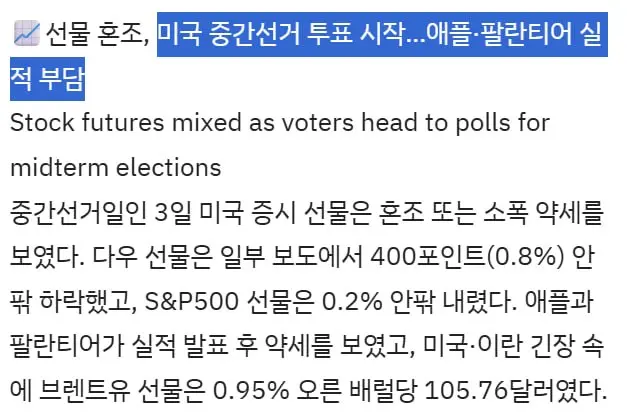 📈 선물 혼조, 미국 중간선거 투표 시작...애플·팔란티어 실
적 부담
Stock futures mixed as voters head to polls for
midterm elections
중간선거일인 3일 미국 증시 선물은 혼조 또는 소폭 약세를
보였다. 다우 선물은 일부 보도에서 400포인트(0.8%) 안
팎 하락했고, S&P500 선물은 0.2% 안팎 내렸다. 애플과
팔란티어가 실적 발표 후 약세를 보였고, 미국·이란 긴장 속
에 브렌트유 선물은 0.95% 오른 배럴당 105.76달러였다.